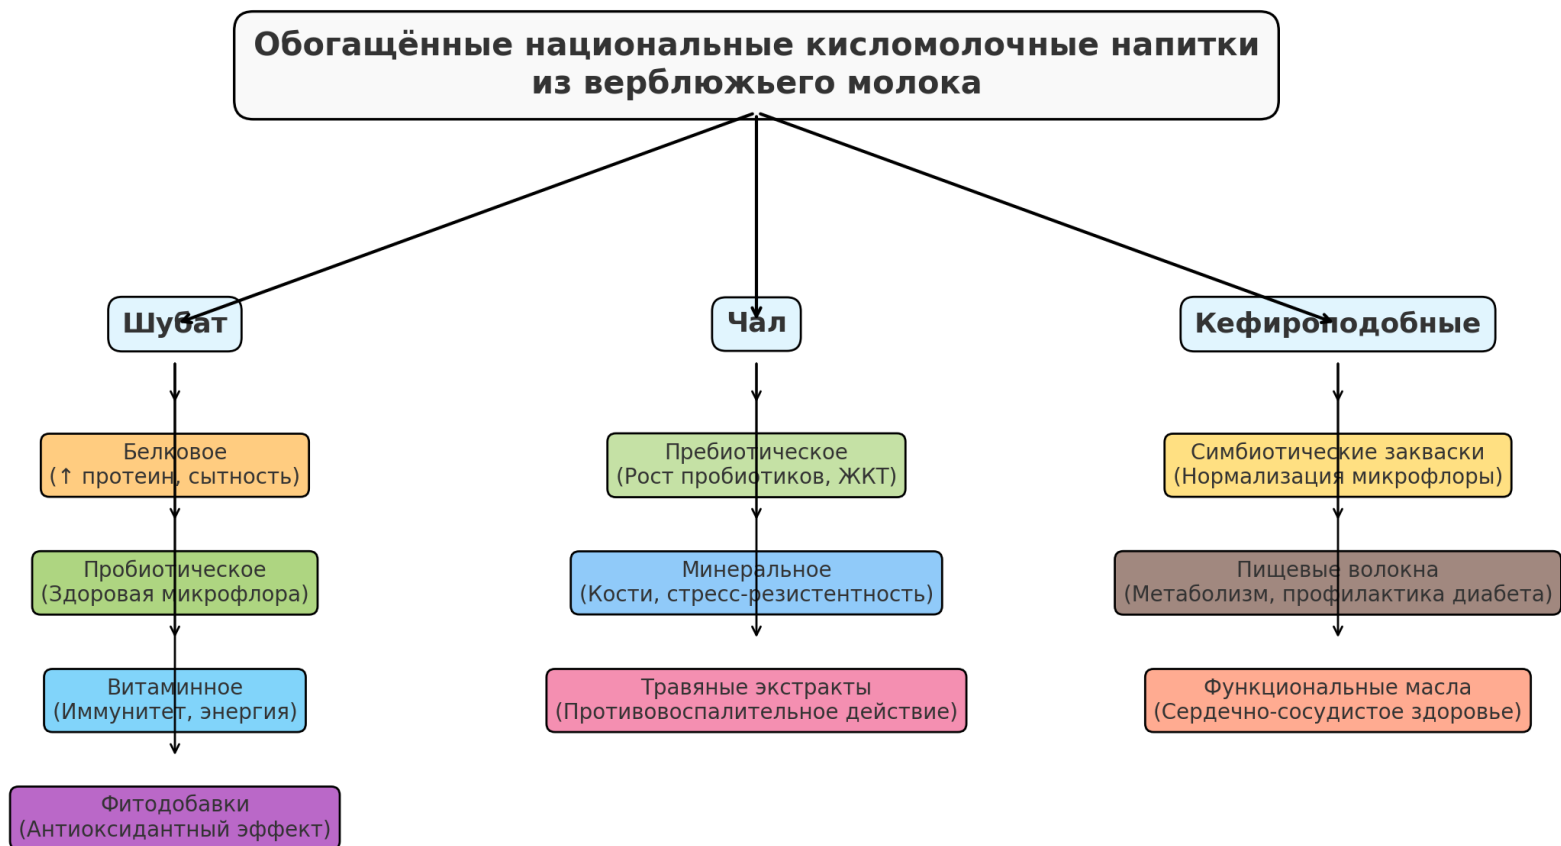 Обогащённые национальные кисломолочные напитки
из верблюжьего молока
Шубат
Чал
Кефироподобные
Белковое
(↑ протеин, сытность)
Пребиотическое
(Рост пробиотиков, ЖКТ)
Симбиотические закваски
(Нормализация микрофлоры)
Пробиотическое
(Здоровая микрофлора)
Минеральное
(Кости, стресс-резистентность)
Пищевые волокна
(Метаболизм, профилактика диабета)
Витаминное
(Иммунитет, энергия)
Травяные экстракты
(Противовоспалительное действие)
Функциональные масла
(Сердечно-сосудистое здоровье)
Фитодобавки
(Антиоксидантный эффект)